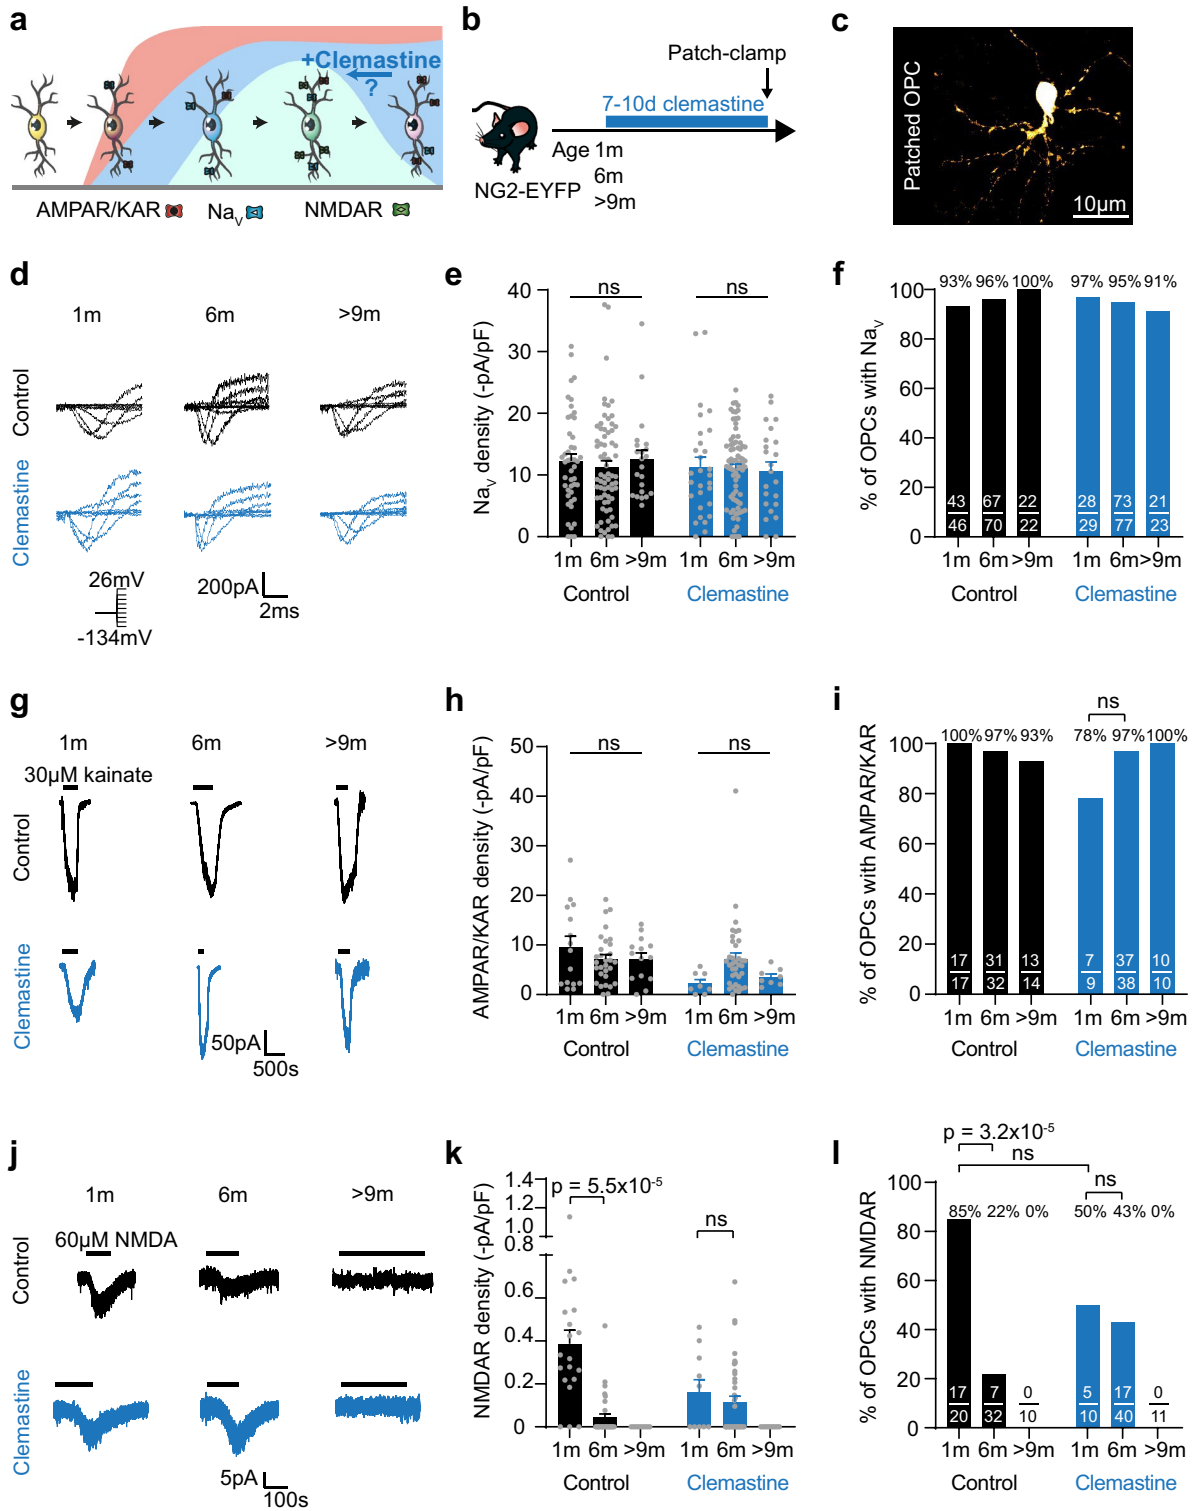 a
+Clemastine
?
AMPAR/KAR
Na_V
NMDAR
b
Patch-clamp
7-10d clemastine
Age 1m
6m
>9m
NG2-EYFP
c
Patched OPC
10µm
d
1m 6m >9m
Control
Clemastine
26mV
-134mV
200pA
2ms
e
Na_V density (-pA/pF)
40
30
20
10
0
ns ns
1m 6m >9m 1m 6m >9m
Control Clemastine
f
% of OPCs with Na_V
93% 96% 100% 97% 95% 91%
100
80
60
40
20
0
43 67 22 28 73 21
46 70 22 29 77 23
1m 6m >9m 1m 6m >9m
Control Clemastine
g
1m 6m >9m
30µM kainate
Control
Clemastine
50pA
500s
h
AMPAR/KAR density (-pA/pF)
50
40
30
20
10
0
ns ns
1m 6m >9m 1m 6m >9m
Control Clemastine
i
% of OPCs with AMPAR/KAR
ns
100% 97% 93% 78% 97% 100%
100
80
60
40
20
0
17 31 13 7 37 10
17 32 14 9 38 10
1m 6m >9m 1m 6m >9m
Control Clemastine
j
1m 6m >9m
60µM NMDA
Control
Clemastine
5pA
100s
k
NMDAR density (-pA/pF)
1.4
1.2
1.0
0.8
0.6
0.4
0.2
0
p = 5.5x10⁻⁵
ns
1m 6m >9m 1m 6m >9m
Control Clemastine
l
% of OPCs with NMDAR
p = 3.2x10⁻⁵
ns
ns
85% 22% 0% 50% 43% 0%
100
80
60
40
20
0
17 7 0 5 17 0
20 32 10 10 40 11
1m 6m >9m 1m 6m >9m
Control Clemastine